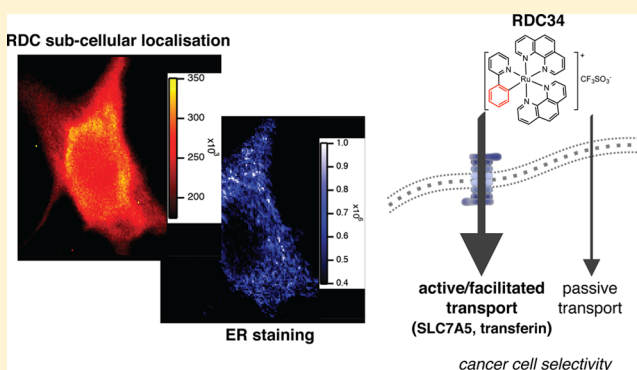 RDC sub-cellular localisation
350
300
250
200
x10³
1.0
0.9
0.8
0.7
0.6
0.5
0.4
x10⁶
ER staining
RDC34
N
N
N
Ru
N
N
+
CF₃SO₃⁻
active/facilitated
transport
(SLC7A5, transferin)
passive
transport
cancer cell selectivity